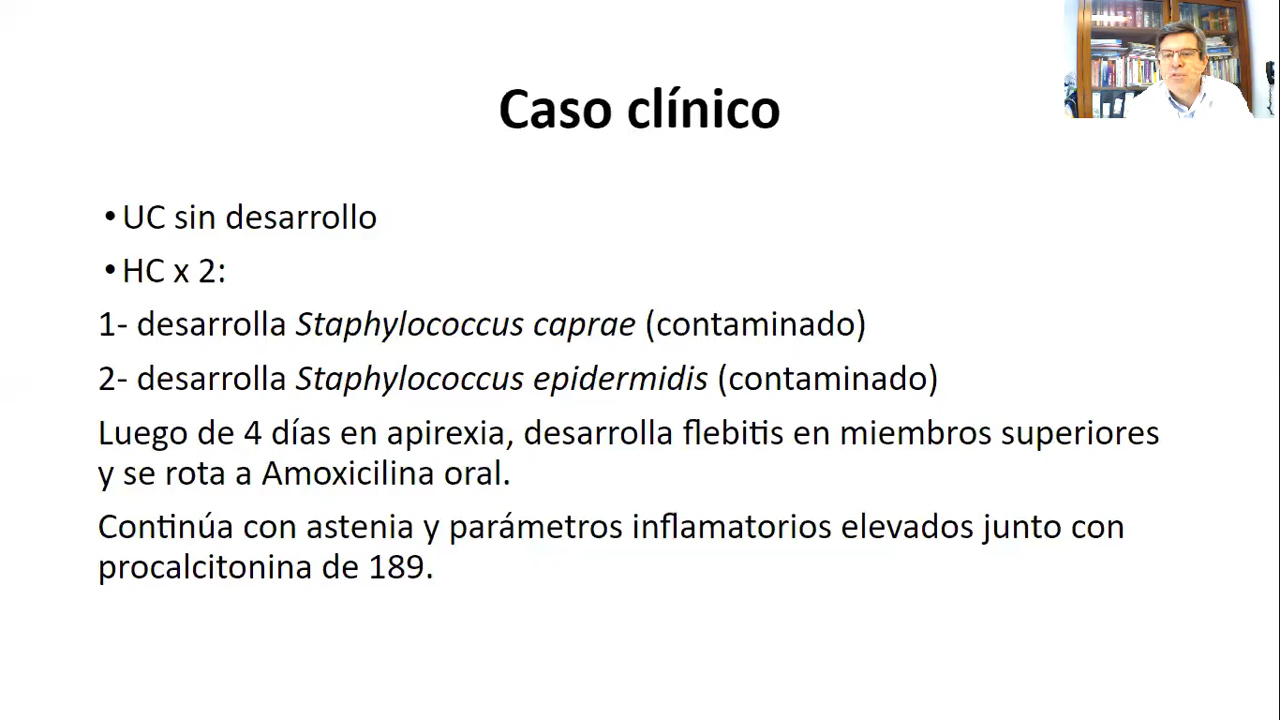 Caso clínico
• UC sin desarrollo
• HC x 2:
1- desarrolla Staphylococcus caprae (contaminado)
2- desarrolla Staphylococcus epidermidis (contaminado)
Luego de 4 días en apirexia, desarrolla flebitis en miembros superiores
y se rota a Amoxicilina oral.
Continúa con astenia y parámetros inflamatorios elevados junto con
procalcitonina de 189.